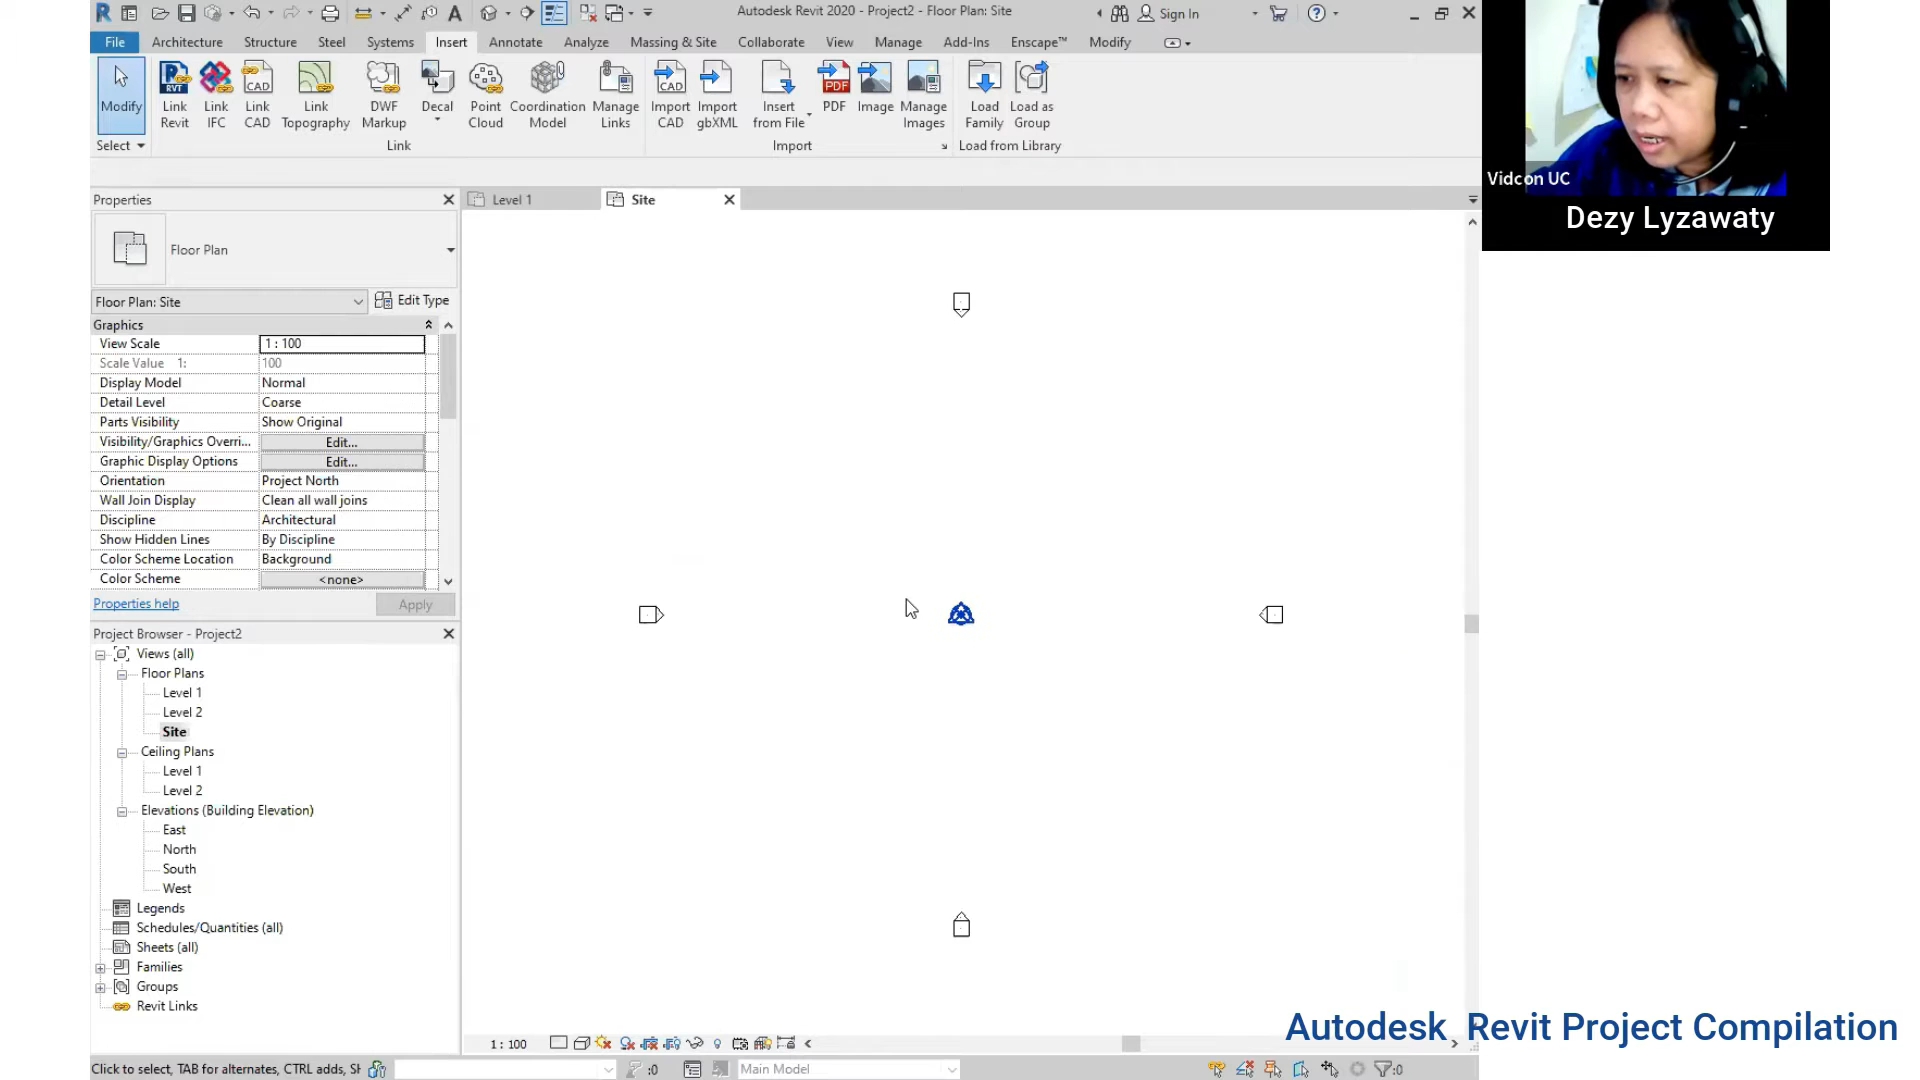 Autodesk Revit 2020 - Project2 - Floor Plan: Site
Sign In
File Architecture Structure Steel Systems Insert Annotate Analyze Massing & Site Collaborate View Manage Add-Ins Enscape™ Modify
Modify
Link Revit
Link IFC
Link CAD
Link Topography
DWF Markup
Decal
Point Cloud
Coordination Model
Manage Links
Import CAD
Import gbXML
Insert from File
PDF
Image
Manage Images
Load Family
Load as Group
Select
Link
Import
Load from Library
Vidcon UC
Dezy Lyzawaty
Properties
Level 1
Site
Floor Plan
Floor Plan: Site
Edit Type
Graphics
View Scale 1 : 100
Scale Value 1: 100
Display Model Normal
Detail Level Coarse
Parts Visibility Show Original
Visibility/Graphics Overri... Edit...
Graphic Display Options Edit...
Orientation Project North
Wall Join Display Clean all wall joins
Discipline Architectural
Show Hidden Lines By Discipline
Color Scheme Location Background
Color Scheme <none>
Properties help
Apply
Project Browser - Project2
Views (all)
Floor Plans
Level 1
Level 2
Site
Ceiling Plans
Level 1
Level 2
Elevations (Building Elevation)
East
North
South
West
Legends
Schedules/Quantities (all)
Sheets (all)
Families
Groups
Revit Links
1 : 100
Autodesk Revit Project Compilation
Click to select, TAB for alternates, CTRL adds, SH
:0
Main Model
:0